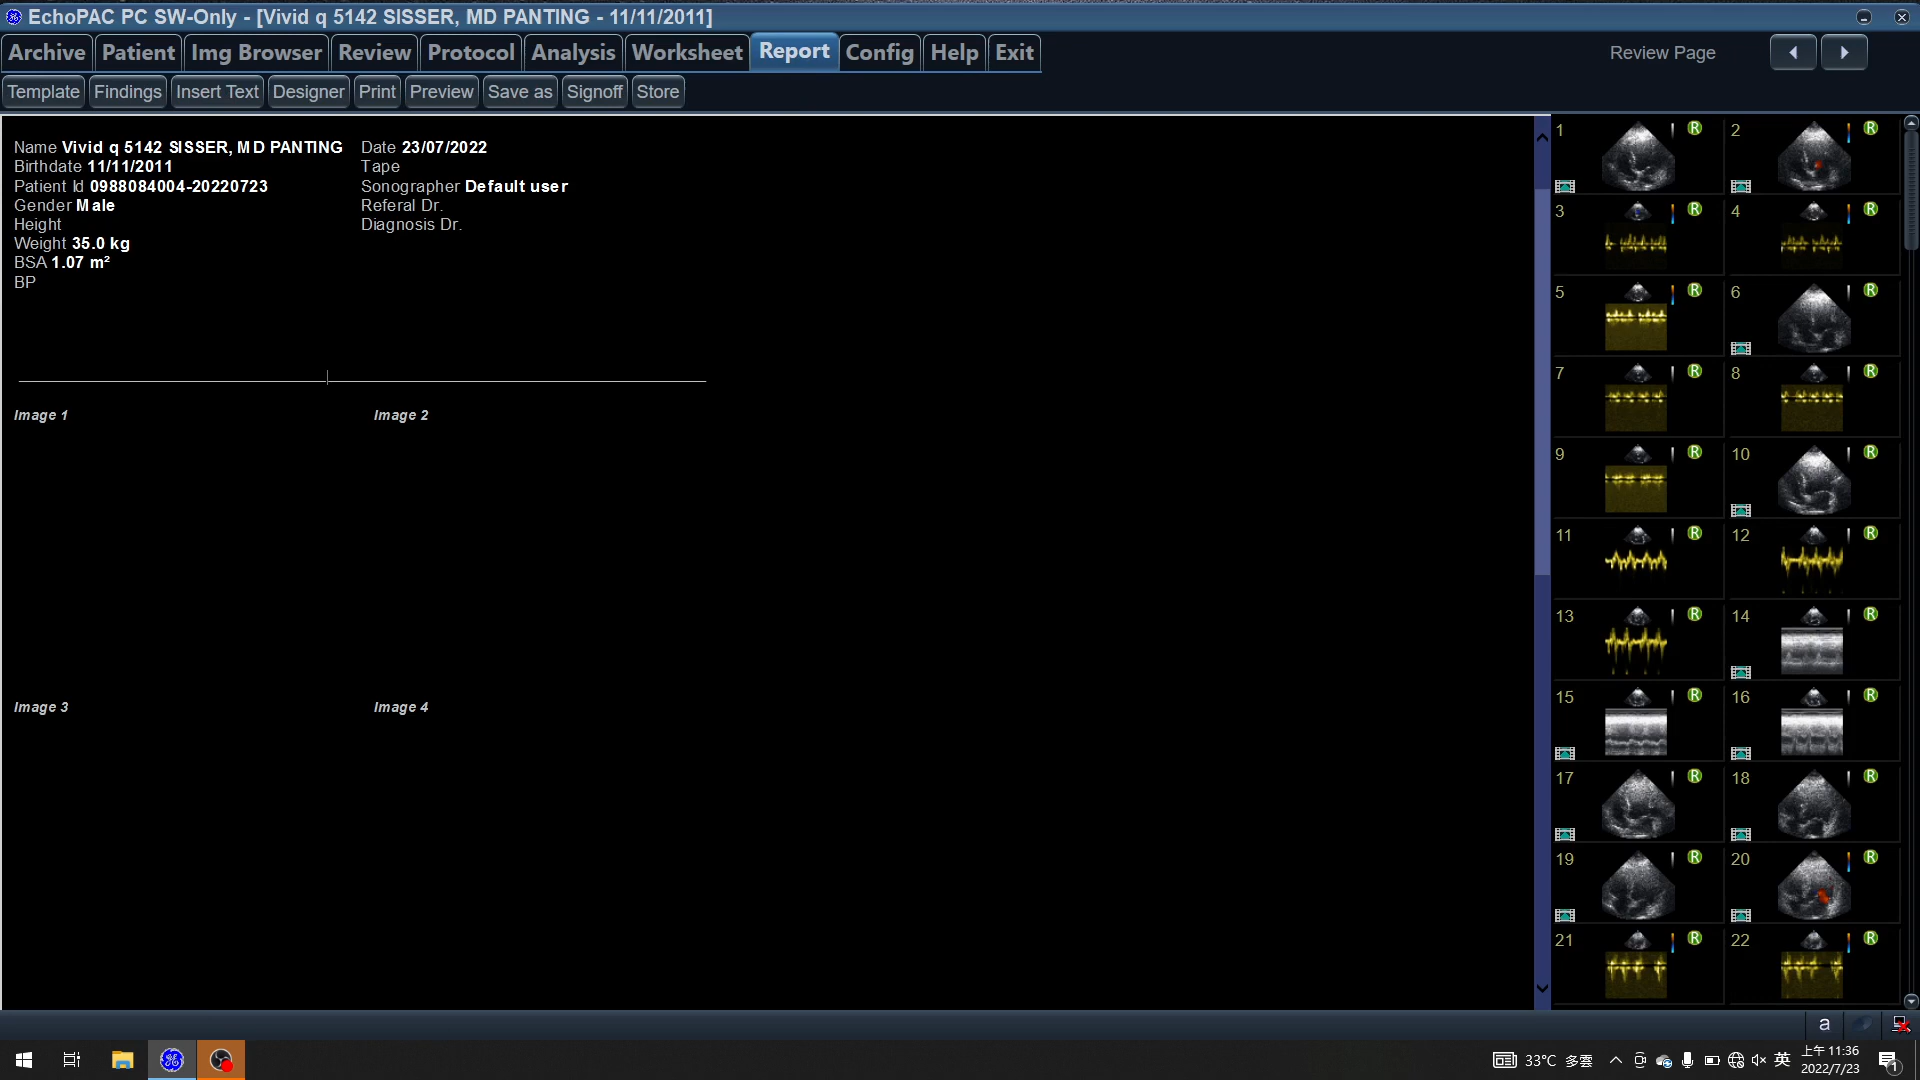 EchoPAC PC SW-Only - [Vivid q 5142 SISSER, MD PANTING - 11/11/2011]
Archive Patient Img Browser Review Protocol Analysis Worksheet Report Config Help Exit Review Page
Template Findings Insert Text Designer Print Preview Save as Signoff Store
Name Vivid q 5142 SISSER, MD PANTING Date 23/07/2022
Birthdate 11/11/2011 Tape
Patient Id 0988084004-20220723 Sonographer Default user
Gender Male Referal Dr.
Height Diagnosis Dr.
Weight 35.0 kg
BSA 1.07 m²
BP
Image 1 Image 2
Image 3 Image 4
1 R 2 R
3 R 4 R
5 R 6 R
7 R 8 R
9 R 10 R
11 R 12 R
13 R 14 R
15 R 16 R
17 R 18 R
19 R 20 R
21 R 22 R
a
33°C 多雲 英 上午 11:36
2022/7/23 1